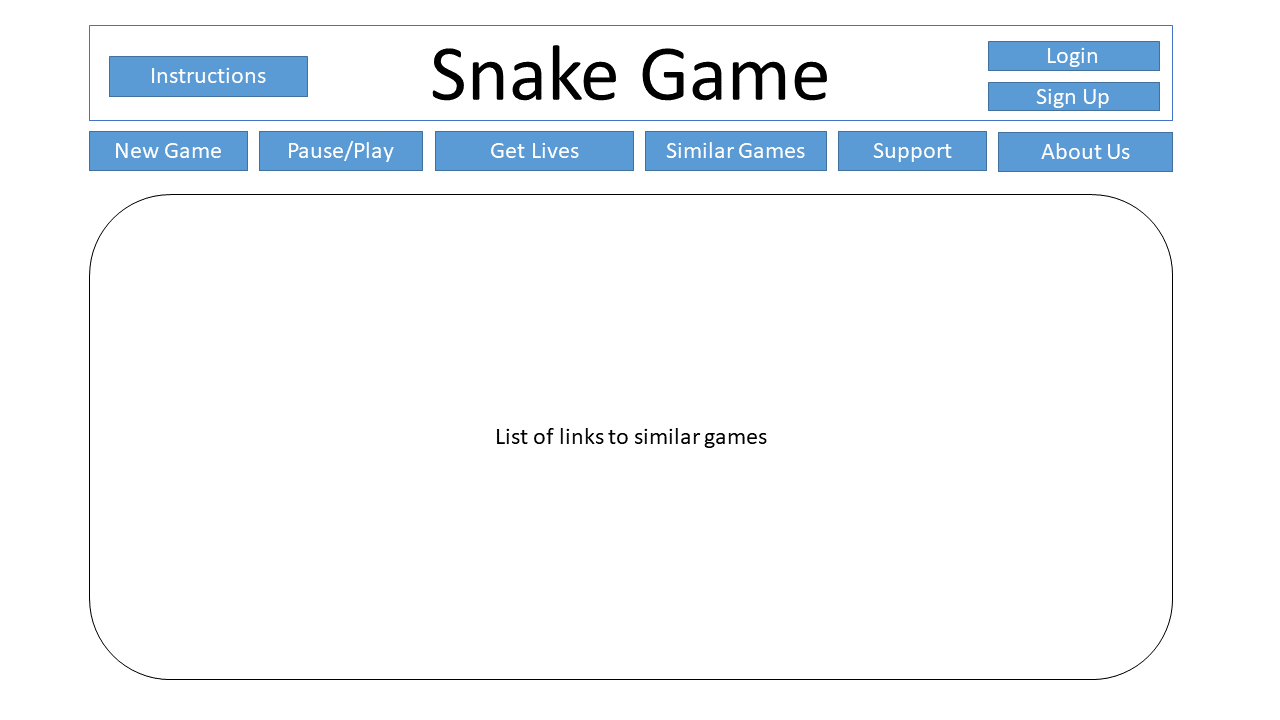 Instructions
Snake Game
Login
Sign Up
New Game
Pause/Play
Get Lives
Similar Games
Support
About Us
List of links to similar games